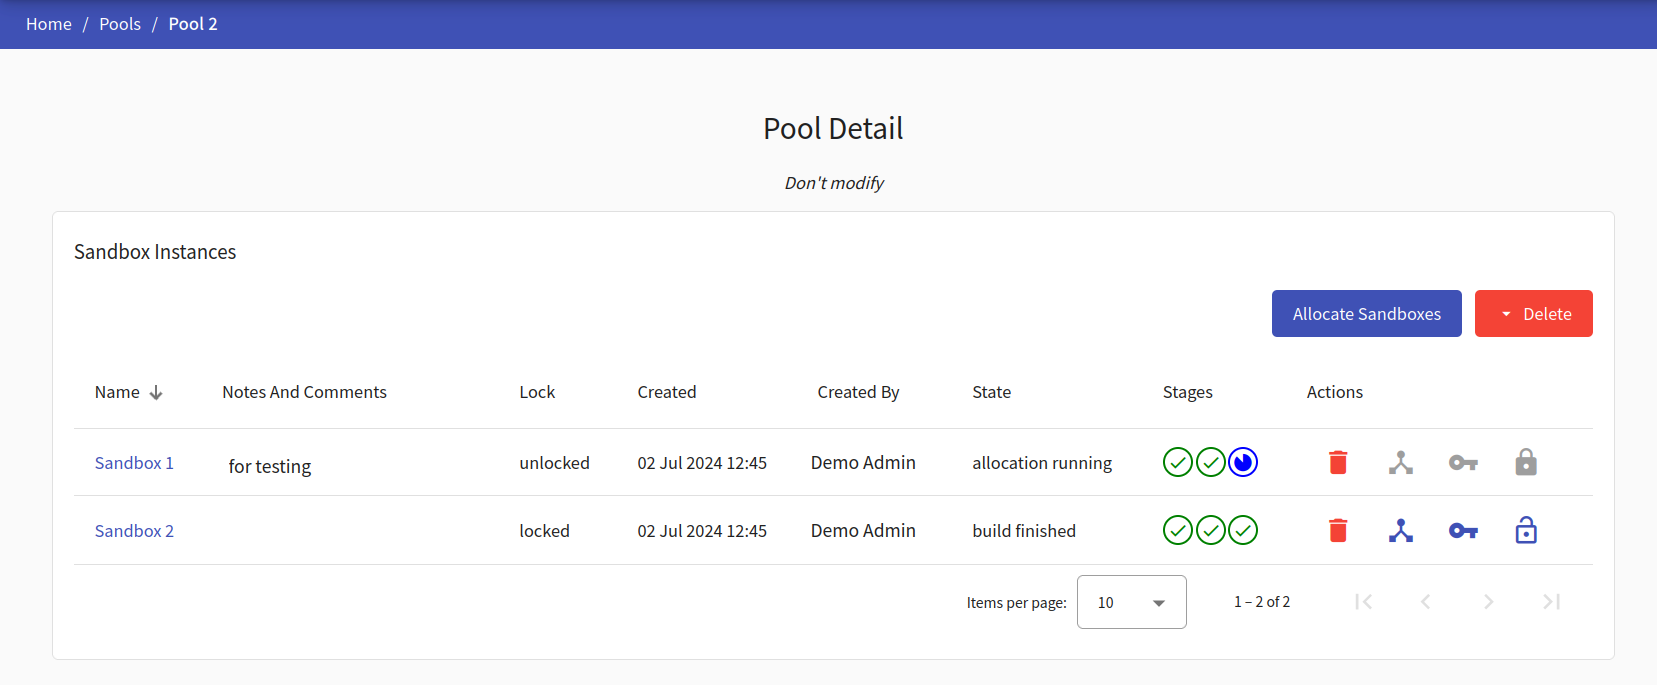 Home / Pools / Pool 2
Pool Detail
Don't modify
Sandbox Instances
Allocate Sandboxes Delete
Name Notes And Comments Lock Created Created By State Stages Actions
Sandbox 1 for testing unlocked 02 Jul 2024 12:45 Demo Admin allocation running
Sandbox 2 locked 02 Jul 2024 12:45 Demo Admin build finished
Items per page: 10 1 – 2 of 2